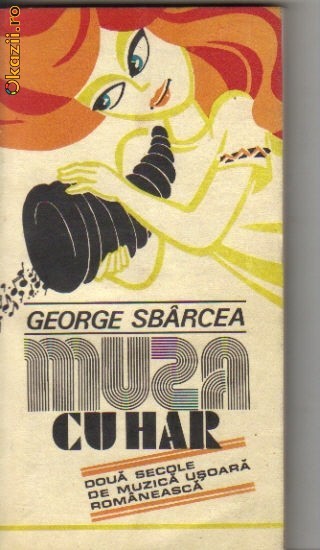 Okazii.ro
GEORGE SBÂRCEA
MUZA
CU HAR
DOUĂ SECOLE
DE MUZICĂ UȘOARĂ
ROMÂNEASCĂ